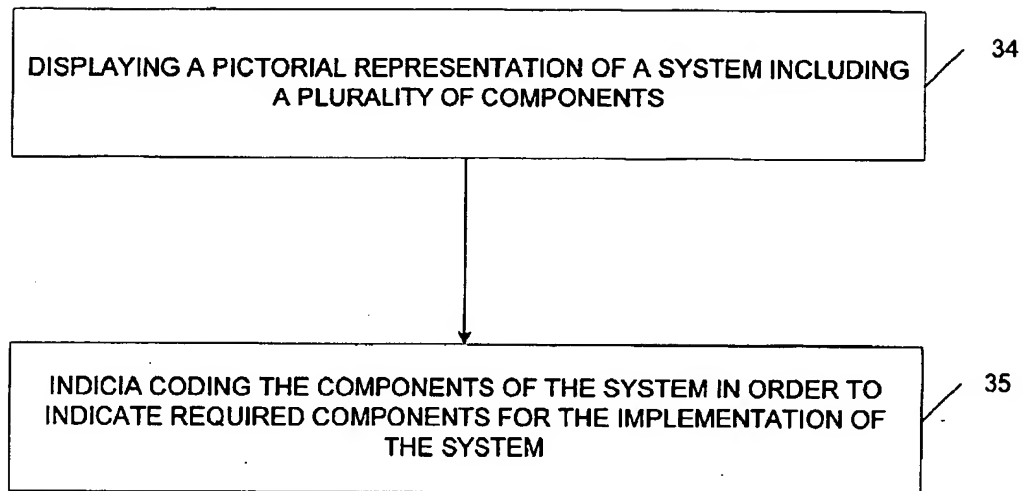 DISPLAYING A PICTORIAL REPRESENTATION OF A SYSTEM INCLUDING
A PLURALITY OF COMPONENTS
34
INDICIA CODING THE COMPONENTS OF THE SYSTEM IN ORDER TO
INDICATE REQUIRED COMPONENTS FOR THE IMPLEMENTATION OF
THE SYSTEM
35